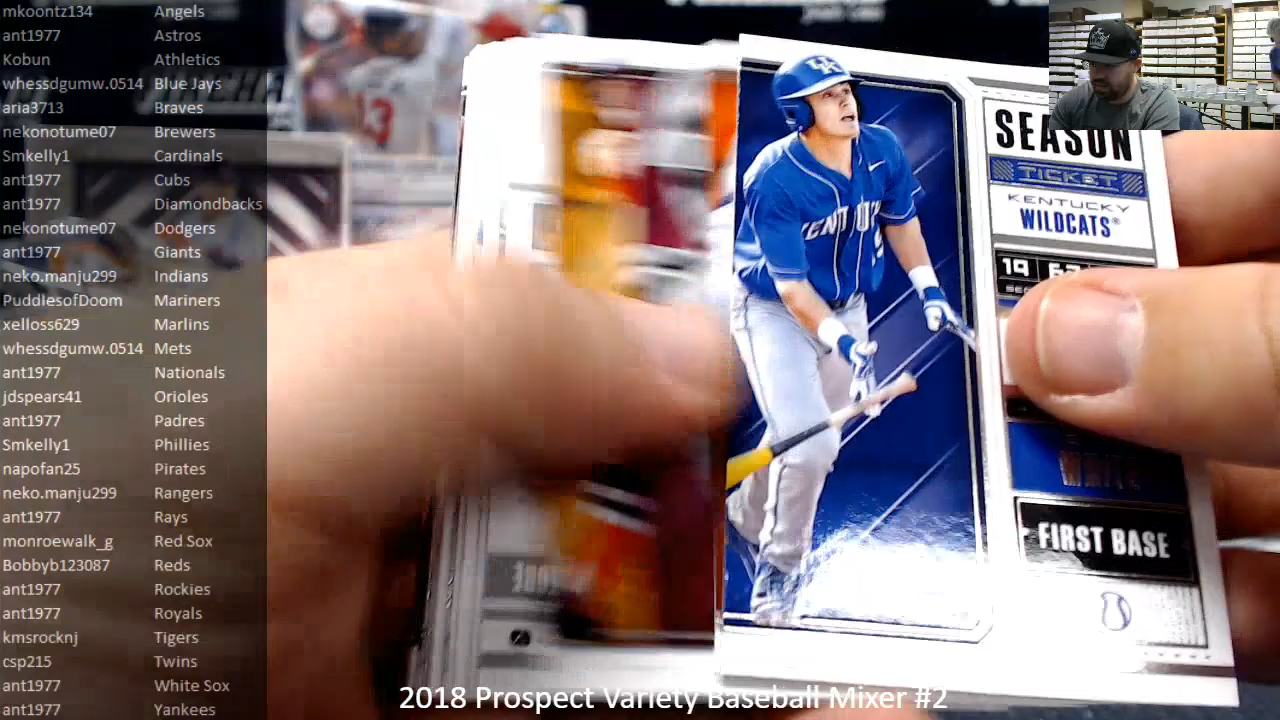 mkoontz134 Angels
ant1977 Astros
Kobun Athletics
whessdgumw.0514 Blue Jays
aria3713 Braves
nekonotume07 Brewers
Smkelly1 Cardinals
ant1977 Cubs
ant1977 Diamondbacks
nekonotume07 Dodgers
ant1977 Giants
neko.manju299 Indians
PuddlesofDoom Mariners
xelloss629 Marlins
whessdgumw.0514 Mets
ant1977 Nationals
jdspears41 Orioles
ant1977 Padres
Smkelly1 Phillies
napofan25 Pirates
neko.manju299 Rangers
ant1977 Rays
monroewalk_g Red Sox
Bobbyb123087 Reds
ant1977 Rockies
ant1977 Royals
kmsrocknj Tigers
csp215 Twins
ant1977 White Sox
ant1977 Yankees
13
UK
SEASON
TICKET
KENTUCKY
WILDCATS®
19
WHITE
FIRST BASE
2018 Prospect Variety Baseball Mixer #2